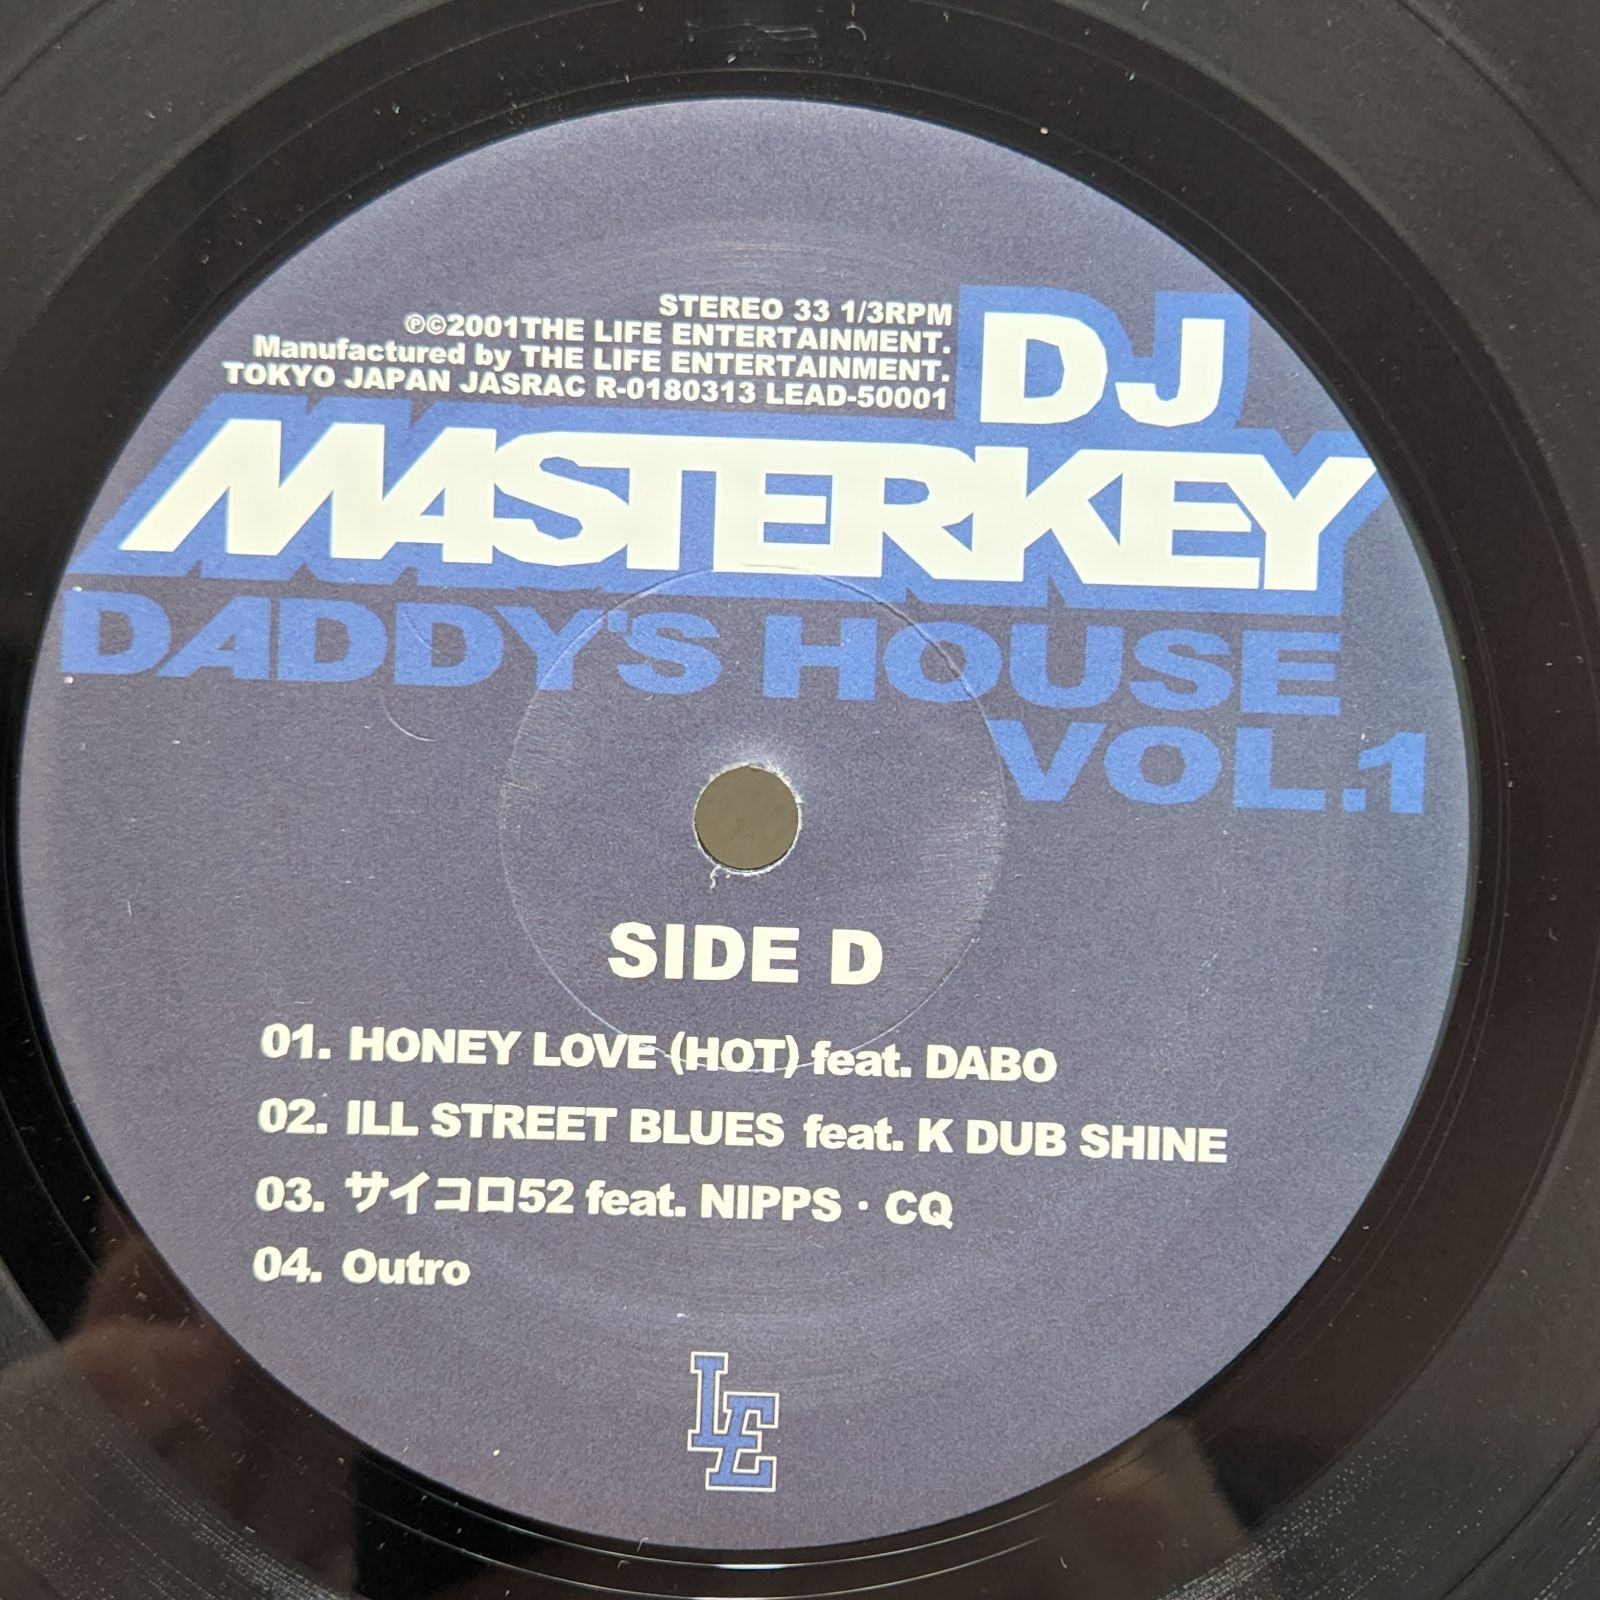 STEREO 33 1/3RPM
℗©2001THE LIFE ENTERTAINMENT.
Manufactured by THE LIFE ENTERTAINMENT.
TOKYO JAPAN JASRAC R-0180313 LEAD-50001
DJ
MASTERKEY
DADDY'S HOUSE
VOL.1
SIDE D
01. HONEY LOVE (HOT) feat. DABO
02. ILL STREET BLUES feat. K DUB SHINE
03. サイコロ52 feat. NIPPS・CQ
04. Outro
LE